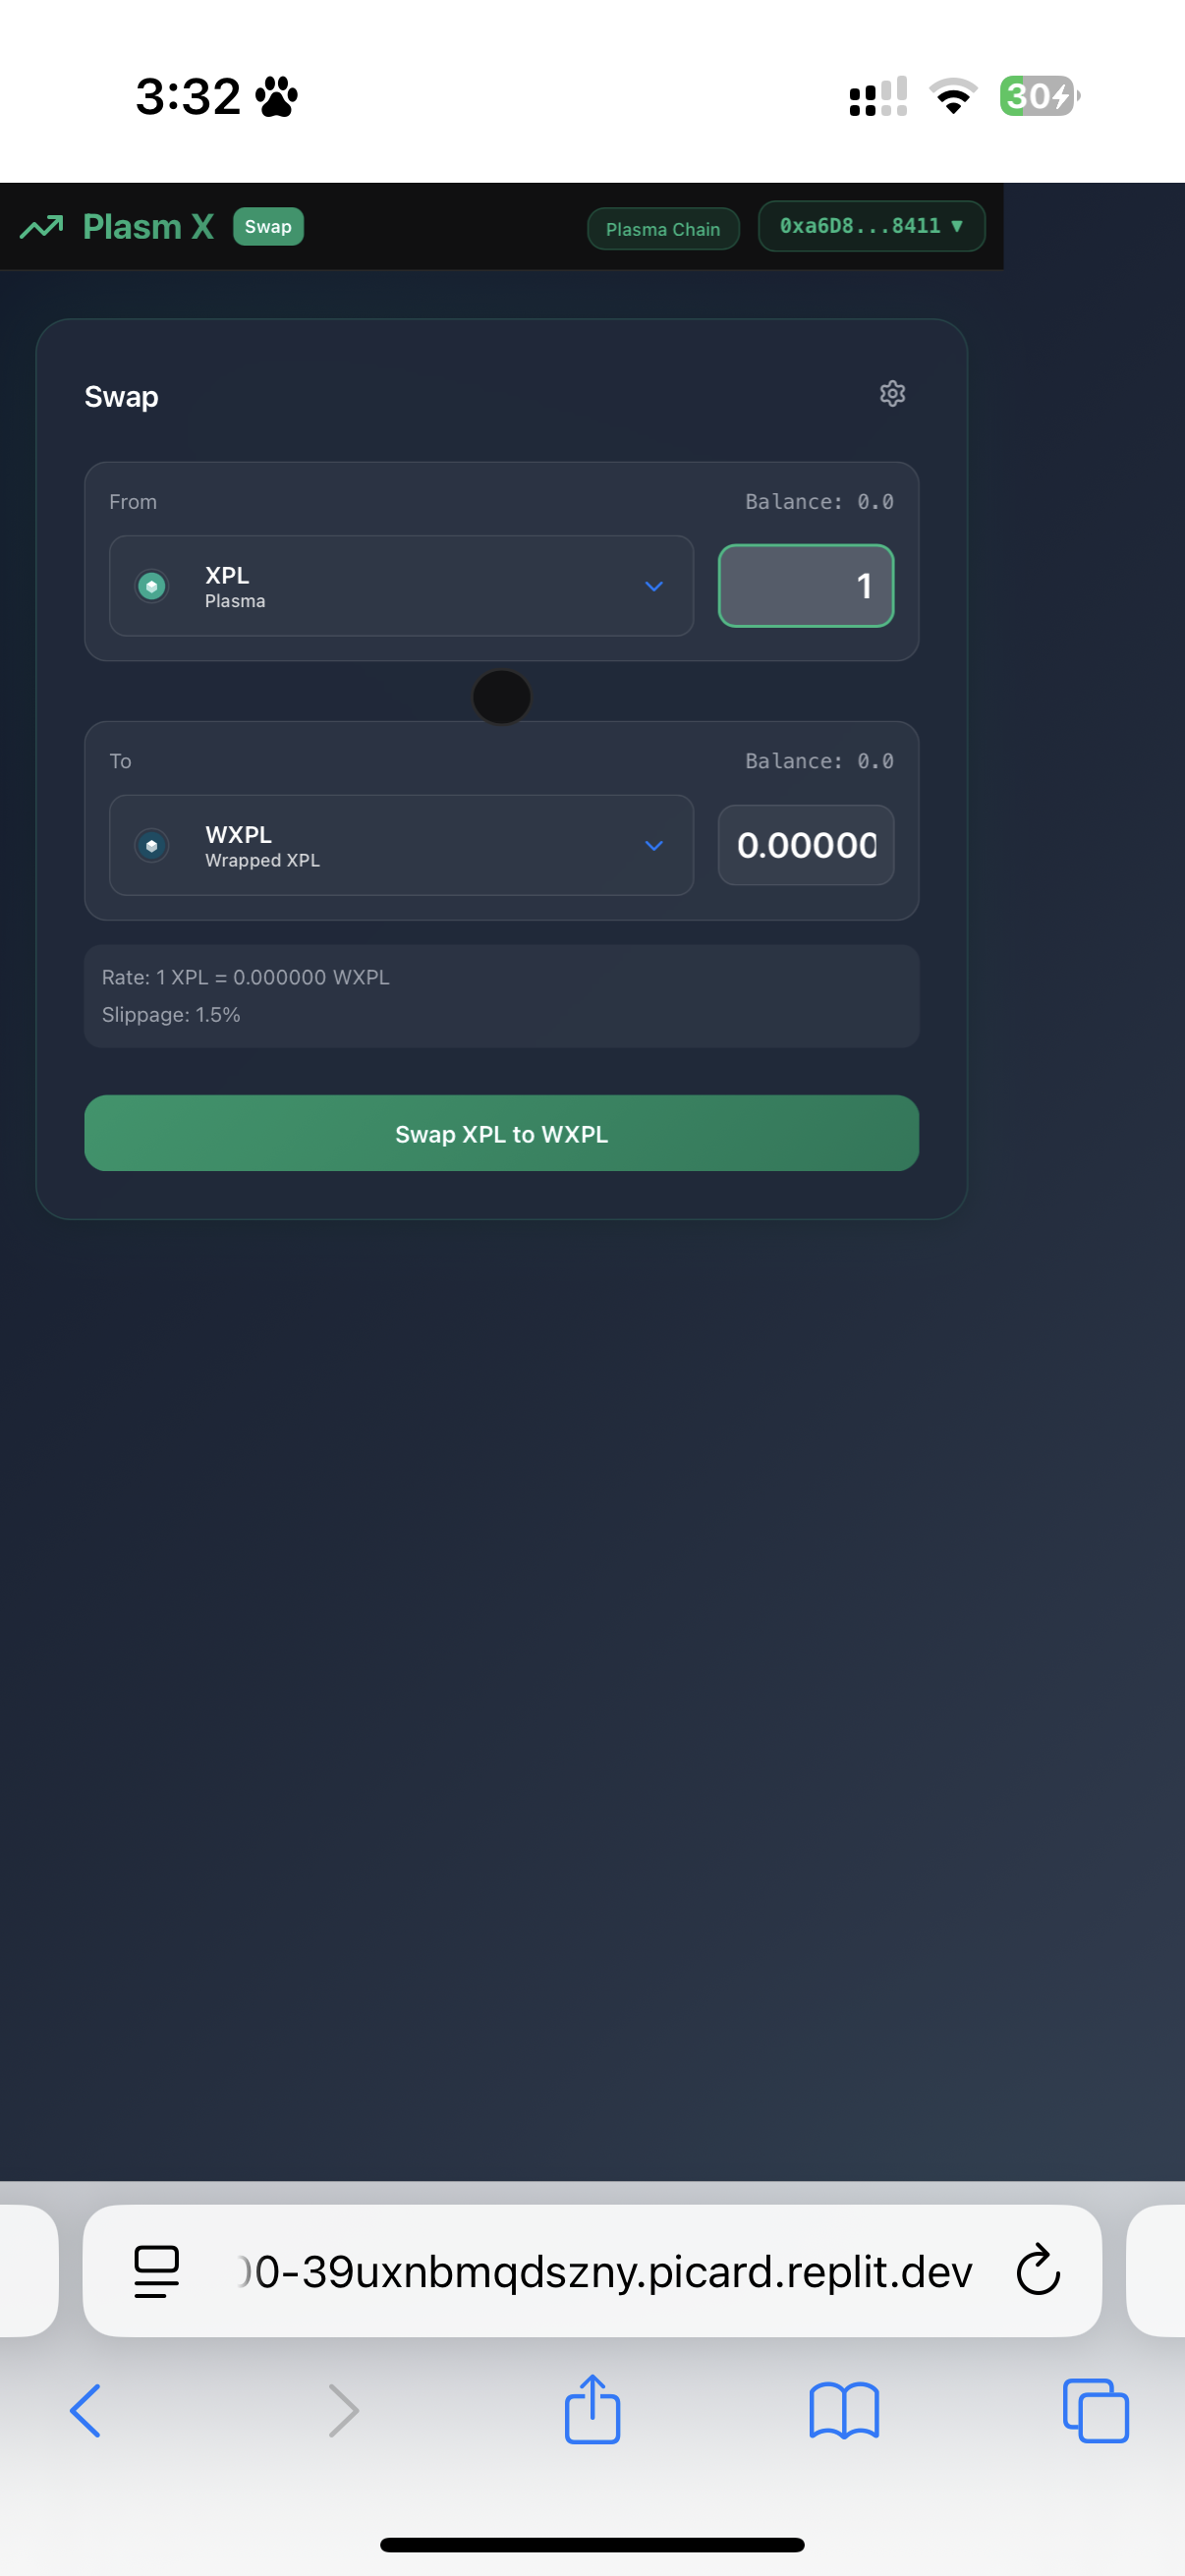 3:32
30
Plasm X
Swap
Plasma Chain
0xa6D8...8411 ▼
Swap
From
Balance: 0.0
XPL
Plasma
1
To
Balance: 0.0
WXPL
Wrapped XPL
0.00000
Rate: 1 XPL = 0.000000 WXPL
Slippage: 1.5%
Swap XPL to WXPL
0-39uxnbmqdszny.picard.replit.dev